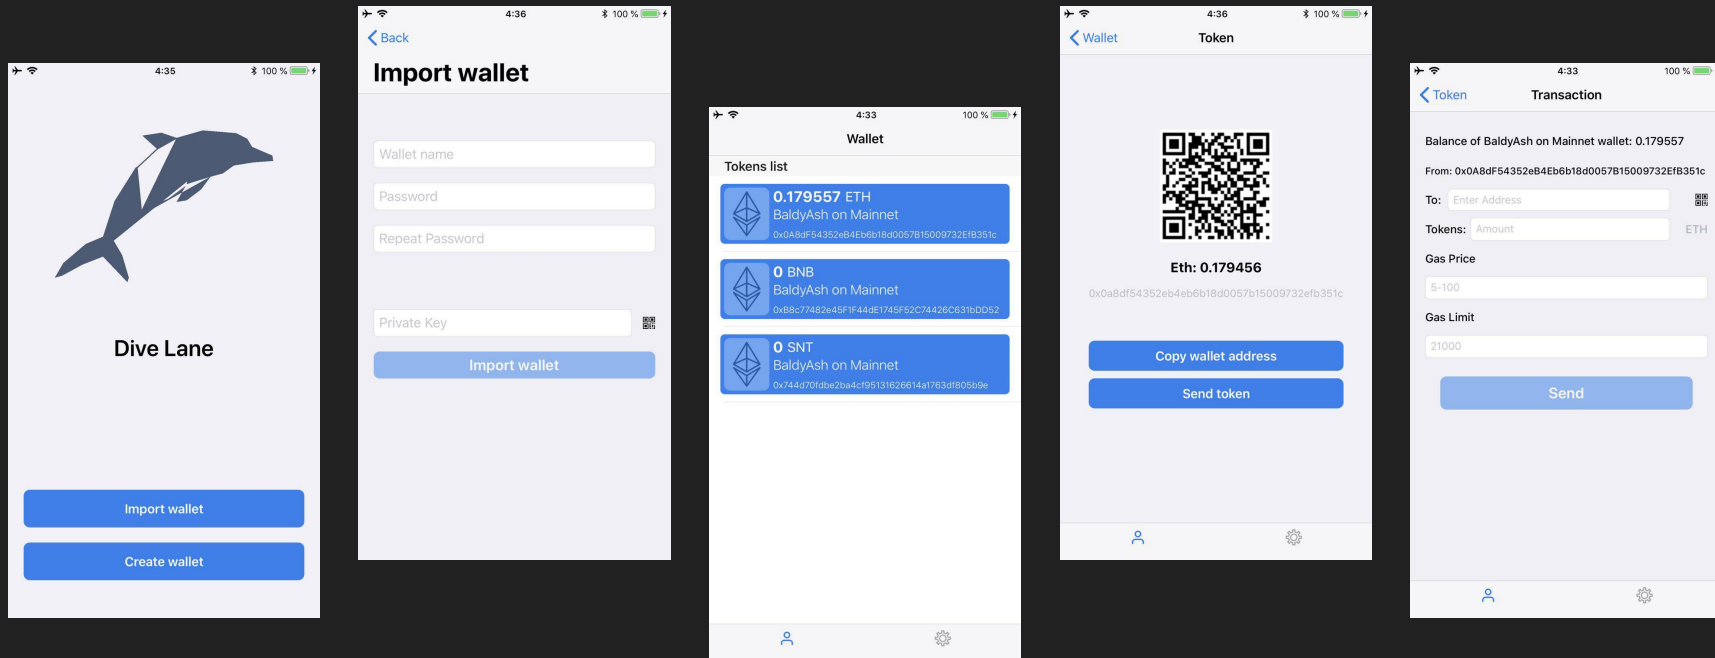 4:35
100 %
Dive Lane
Import wallet
Create wallet
4:36
100 %
Back
Import wallet
Wallet name
Password
Repeat Password
Private Key
Import wallet
4:33
100 %
Wallet
Tokens list
0.179557 ETH
BaldyAsh on Mainnet
0x0A8dF54352eB4Eb6b18d0057B15009732EfB351c
0 BNB
BaldyAsh on Mainnet
0xB8c77482e45F1F44dE1745F52C74426C631bDD52
0 SNT
BaldyAsh on Mainnet
0x744d70fdbe2ba4cf95131626614a1763df805b9e
4:36
100 %
Wallet
Token
Eth: 0.179456
0x0a8df54352eb4eb6b18d0057b15009732efb351c
Copy wallet address
Send token
4:33
100 %
Token
Transaction
Balance of BaldyAsh on Mainnet wallet: 0.179557
From: 0x0A8dF54352eB4Eb6b18d0057B15009732EfB351c
To: Enter Address
Tokens: Amount ETH
Gas Price
5-100
Gas Limit
21000
Send